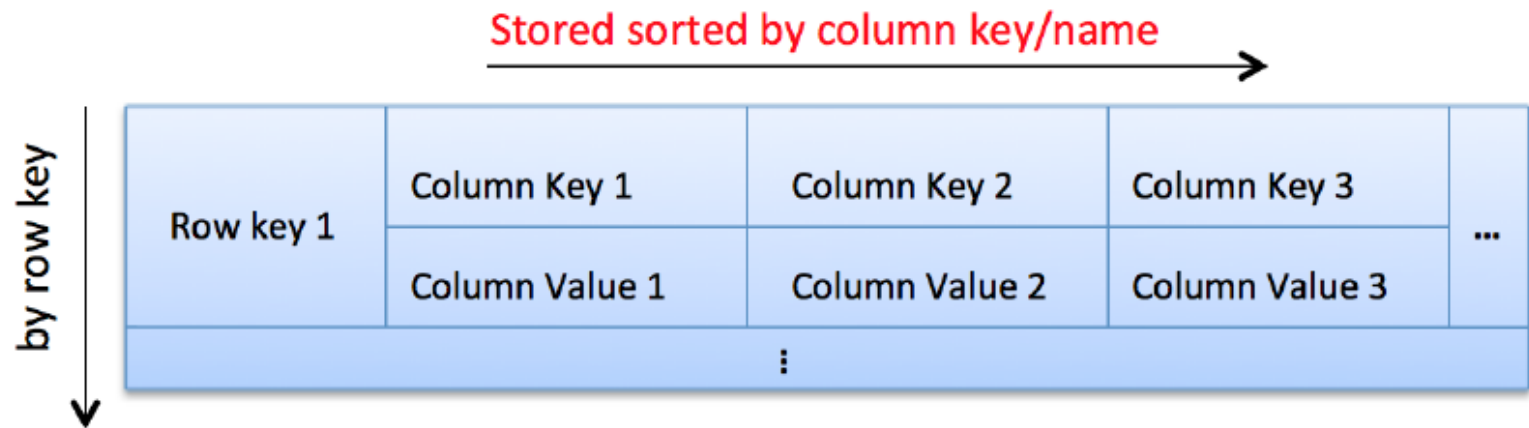 Stored sorted by column key/name
by row key
Row key 1
Column Key 1
Column Key 2
Column Key 3
...
Column Value 1
Column Value 2
Column Value 3
⁞